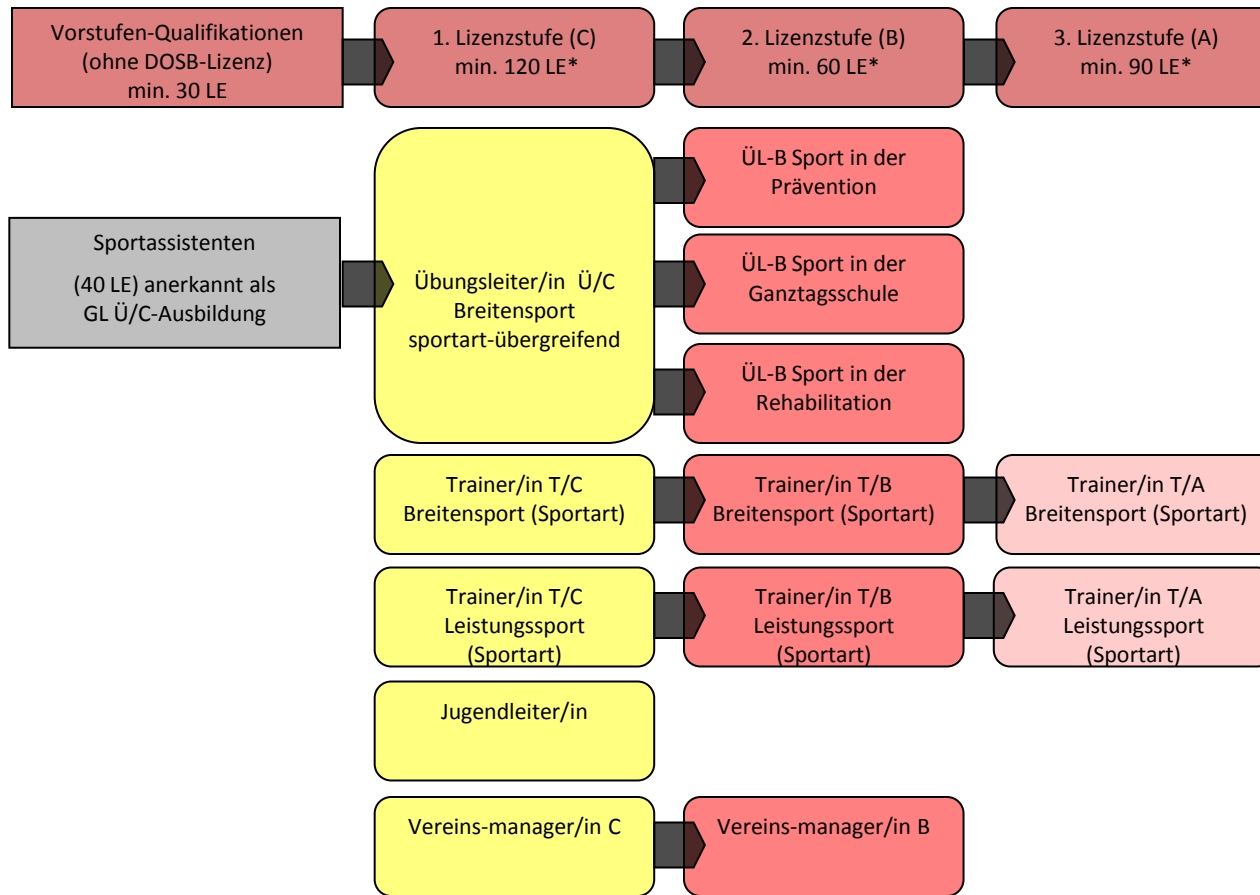 Vorstufen-Qualifikationen
(ohne DOSB-Lizenz)
min. 30 LE
1. Lizenzstufe (C)
min. 120 LE*
2. Lizenzstufe (B)
min. 60 LE*
3. Lizenzstufe (A)
min. 90 LE*
Sportassistenten
(40 LE) anerkannt als
GL Ü/C-Ausbildung
Übungsleiter/in Ü/C
Breitensport
sportart-übergreifend
ÜL-B Sport in der
Prävention
ÜL-B Sport in der
Ganztagsschule
ÜL-B Sport in der
Rehabilitation
Trainer/in T/C
Breitensport (Sportart)
Trainer/in T/B
Breitensport (Sportart)
Trainer/in T/A
Breitensport (Sportart)
Trainer/in T/C
Leistungssport
(Sportart)
Trainer/in T/B
Leistungssport
(Sportart)
Trainer/in T/A
Leistungssport
(Sportart)
Jugendleiter/in
Vereins-manager/in C
Vereins-manager/in B